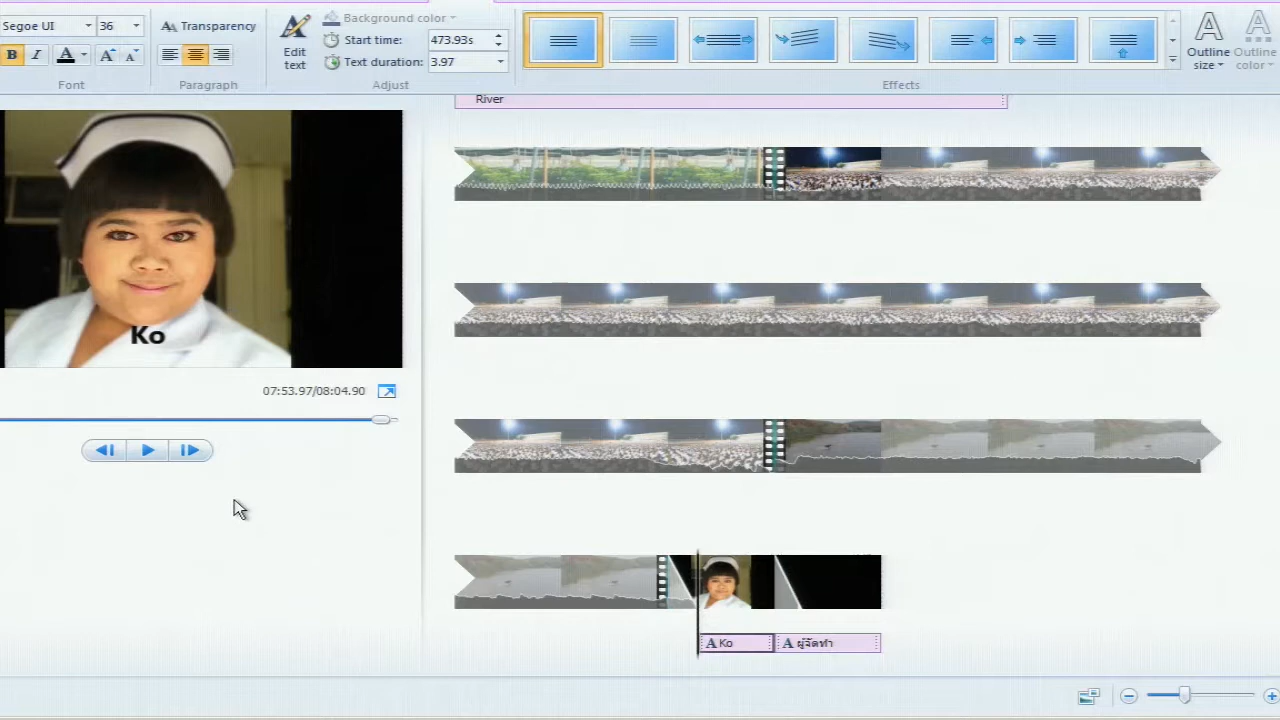 Segoe UI
36
Transparency
Background color
Start time:
473.93s
Text duration:
3.97
Edit
text
B
I
A
A
A
Font
Paragraph
Adjust
Effects
Outline
size
Outline
color
River
Ko
07:53.97/08:04.90
A Ko
A ผู้จัดทำ